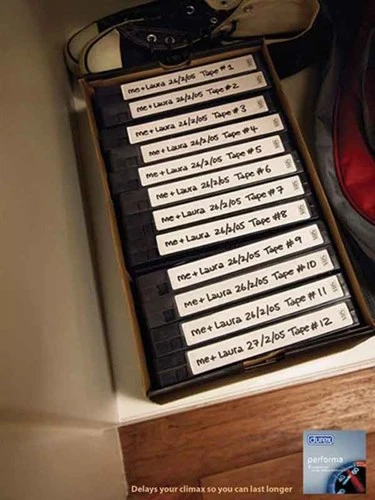 me + Laura 26/2/05 Tape #1
me + Laura 26/2/05 Tape #2
me + Laura 26/2/05 Tape #3
me + Laura 26/2/05 Tape #4
me + Laura 26/2/05 Tape #5
me + Laura 26/2/05 Tape #6
me + Laura 26/2/05 Tape #7
me + Laura 26/2/05 Tape #8
me + Laura 26/2/05 Tape #9
me + Laura 26/2/05 Tape #10
me + Laura 26/2/05 Tape #11
me + Laura 27/2/05 Tape #12
durex
performa
Delays your climax so you can last longer